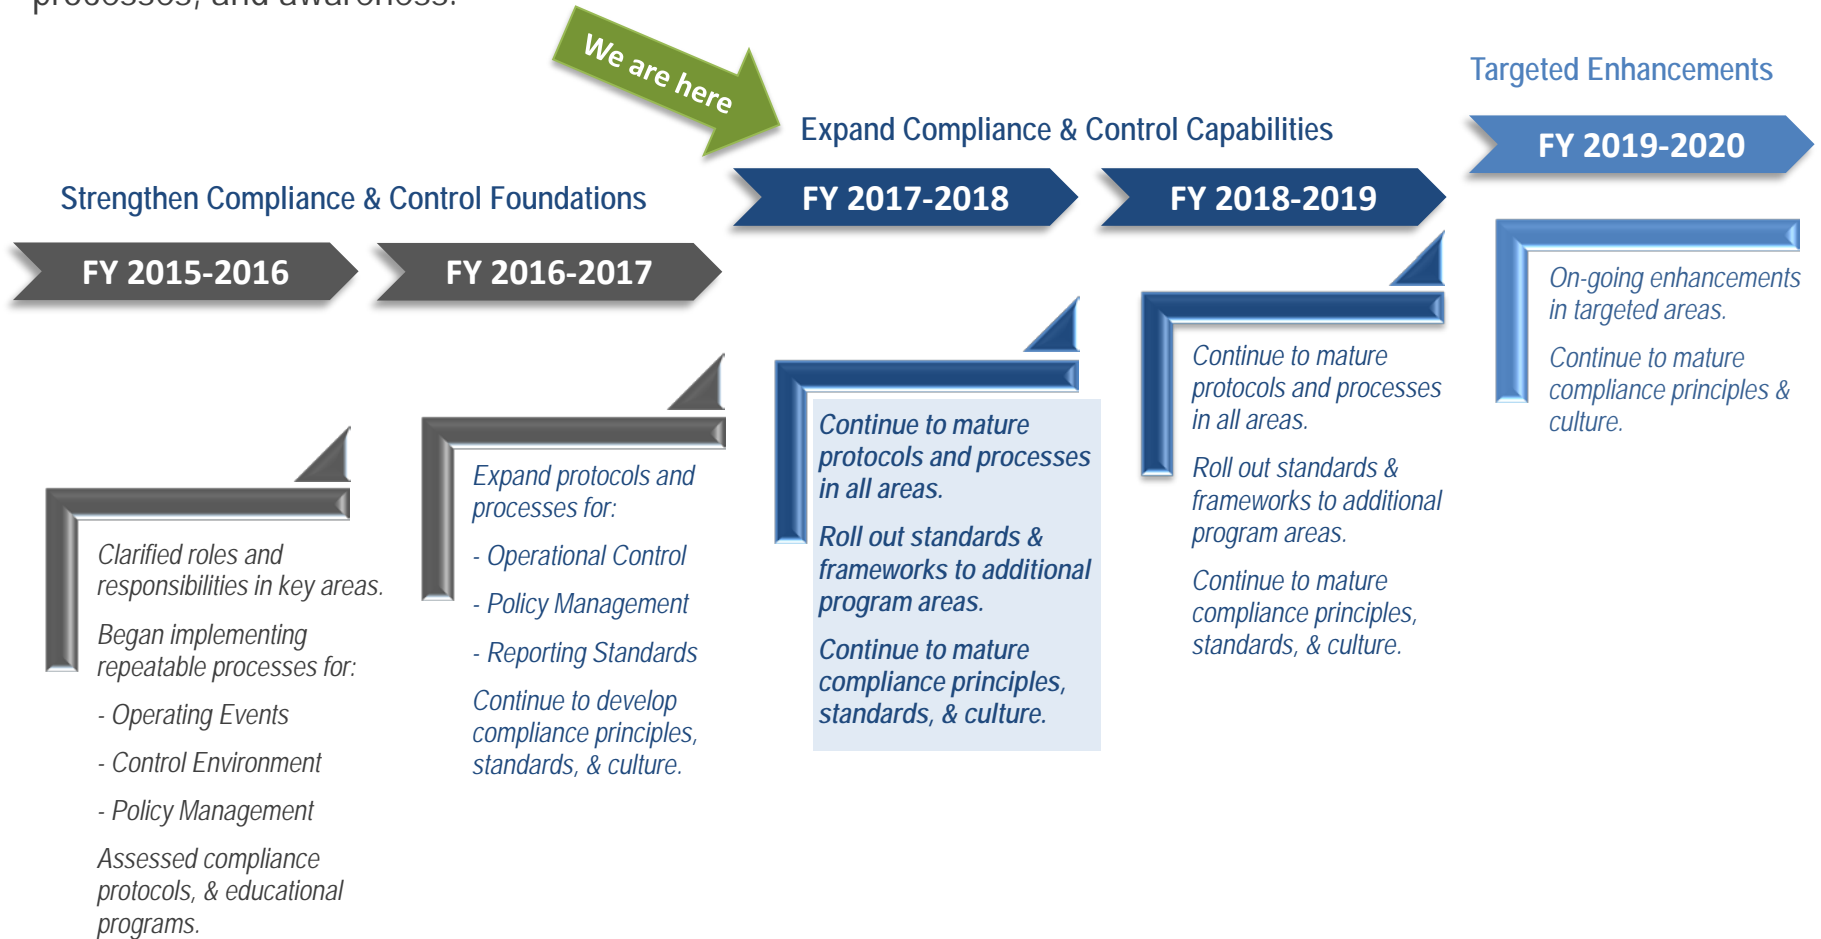 processes, and awareness.
We are here
Targeted Enhancements
FY 2019-2020
Expand Compliance & Control Capabilities
FY 2017-2018
FY 2018-2019
Strengthen Compliance & Control Foundations
FY 2015-2016
FY 2016-2017
Clarified roles and
responsibilities in key areas.
Began implementing
repeatable processes for:
- Operating Events
- Control Environment
- Policy Management
Assessed compliance
protocols, & educational
programs.
Expand protocols and
processes for:
- Operational Control
- Policy Management
- Reporting Standards
Continue to develop
compliance principles,
standards, & culture.
Continue to mature
protocols and processes
in all areas.
Roll out standards &
frameworks to additional
program areas.
Continue to mature
compliance principles,
standards, & culture.
Continue to mature
protocols and processes
in all areas.
Roll out standards &
frameworks to additional
program areas.
Continue to mature
compliance principles,
standards, & culture.
On-going enhancements
in targeted areas.
Continue to mature
compliance principles &
culture.